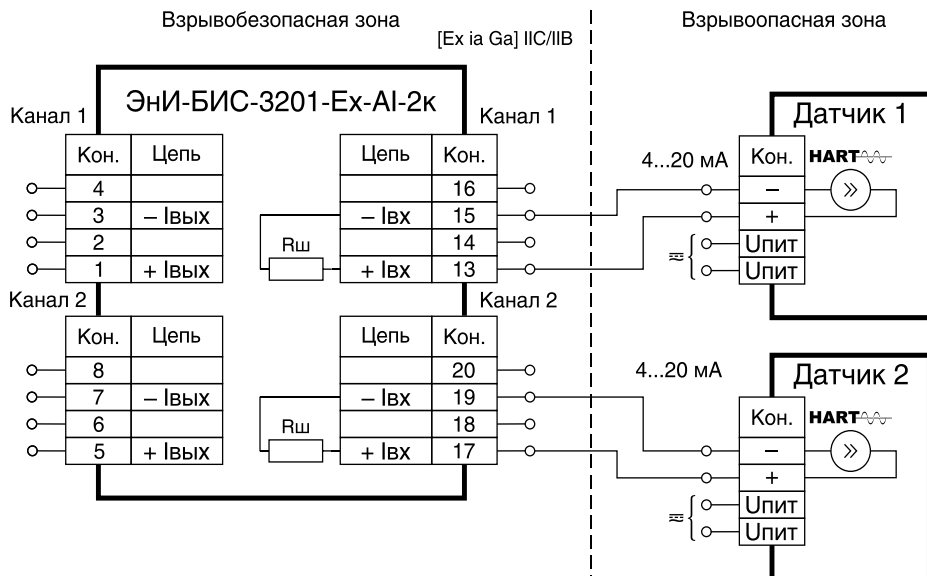 Взрывобезопасная зона
Взрывоопасная зона
[Ex ia Ga] IIC/IIB
ЭнИ-БИС-3201-Ex-AI-2к
Канал 1
Кон. Цепь
4
3 – Iвых
2
1 + Iвых
Канал 2
Кон. Цепь
8
7 – Iвых
6
5 + Iвых
Канал 1
Цепь Кон.
16
– Iвх 15
14
Rш
+ Iвх 13
Канал 2
Цепь Кон.
20
– Iвх 19
18
Rш
+ Iвх 17
Датчик 1
4...20 мА
Кон. HART
–
+
Uпит
Uпит
Датчик 2
4...20 мА
Кон. HART
–
+
Uпит
Uпит